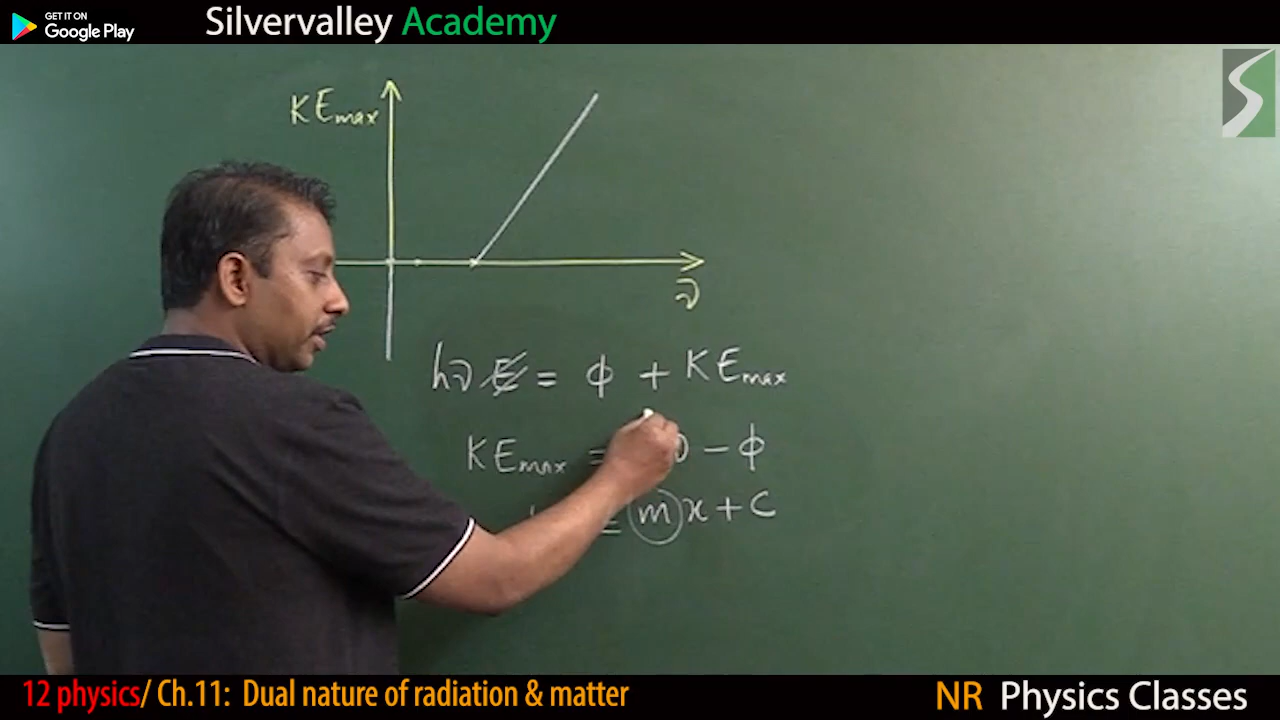 GET IT ON
Google Play
Silvervalley Academy
KEmax
ν
hν E = ϕ + KEmax
KEmax = ν - ϕ
= mx + C
12 physics/ Ch.11: Dual nature of radiation & matter
NR Physics Classes